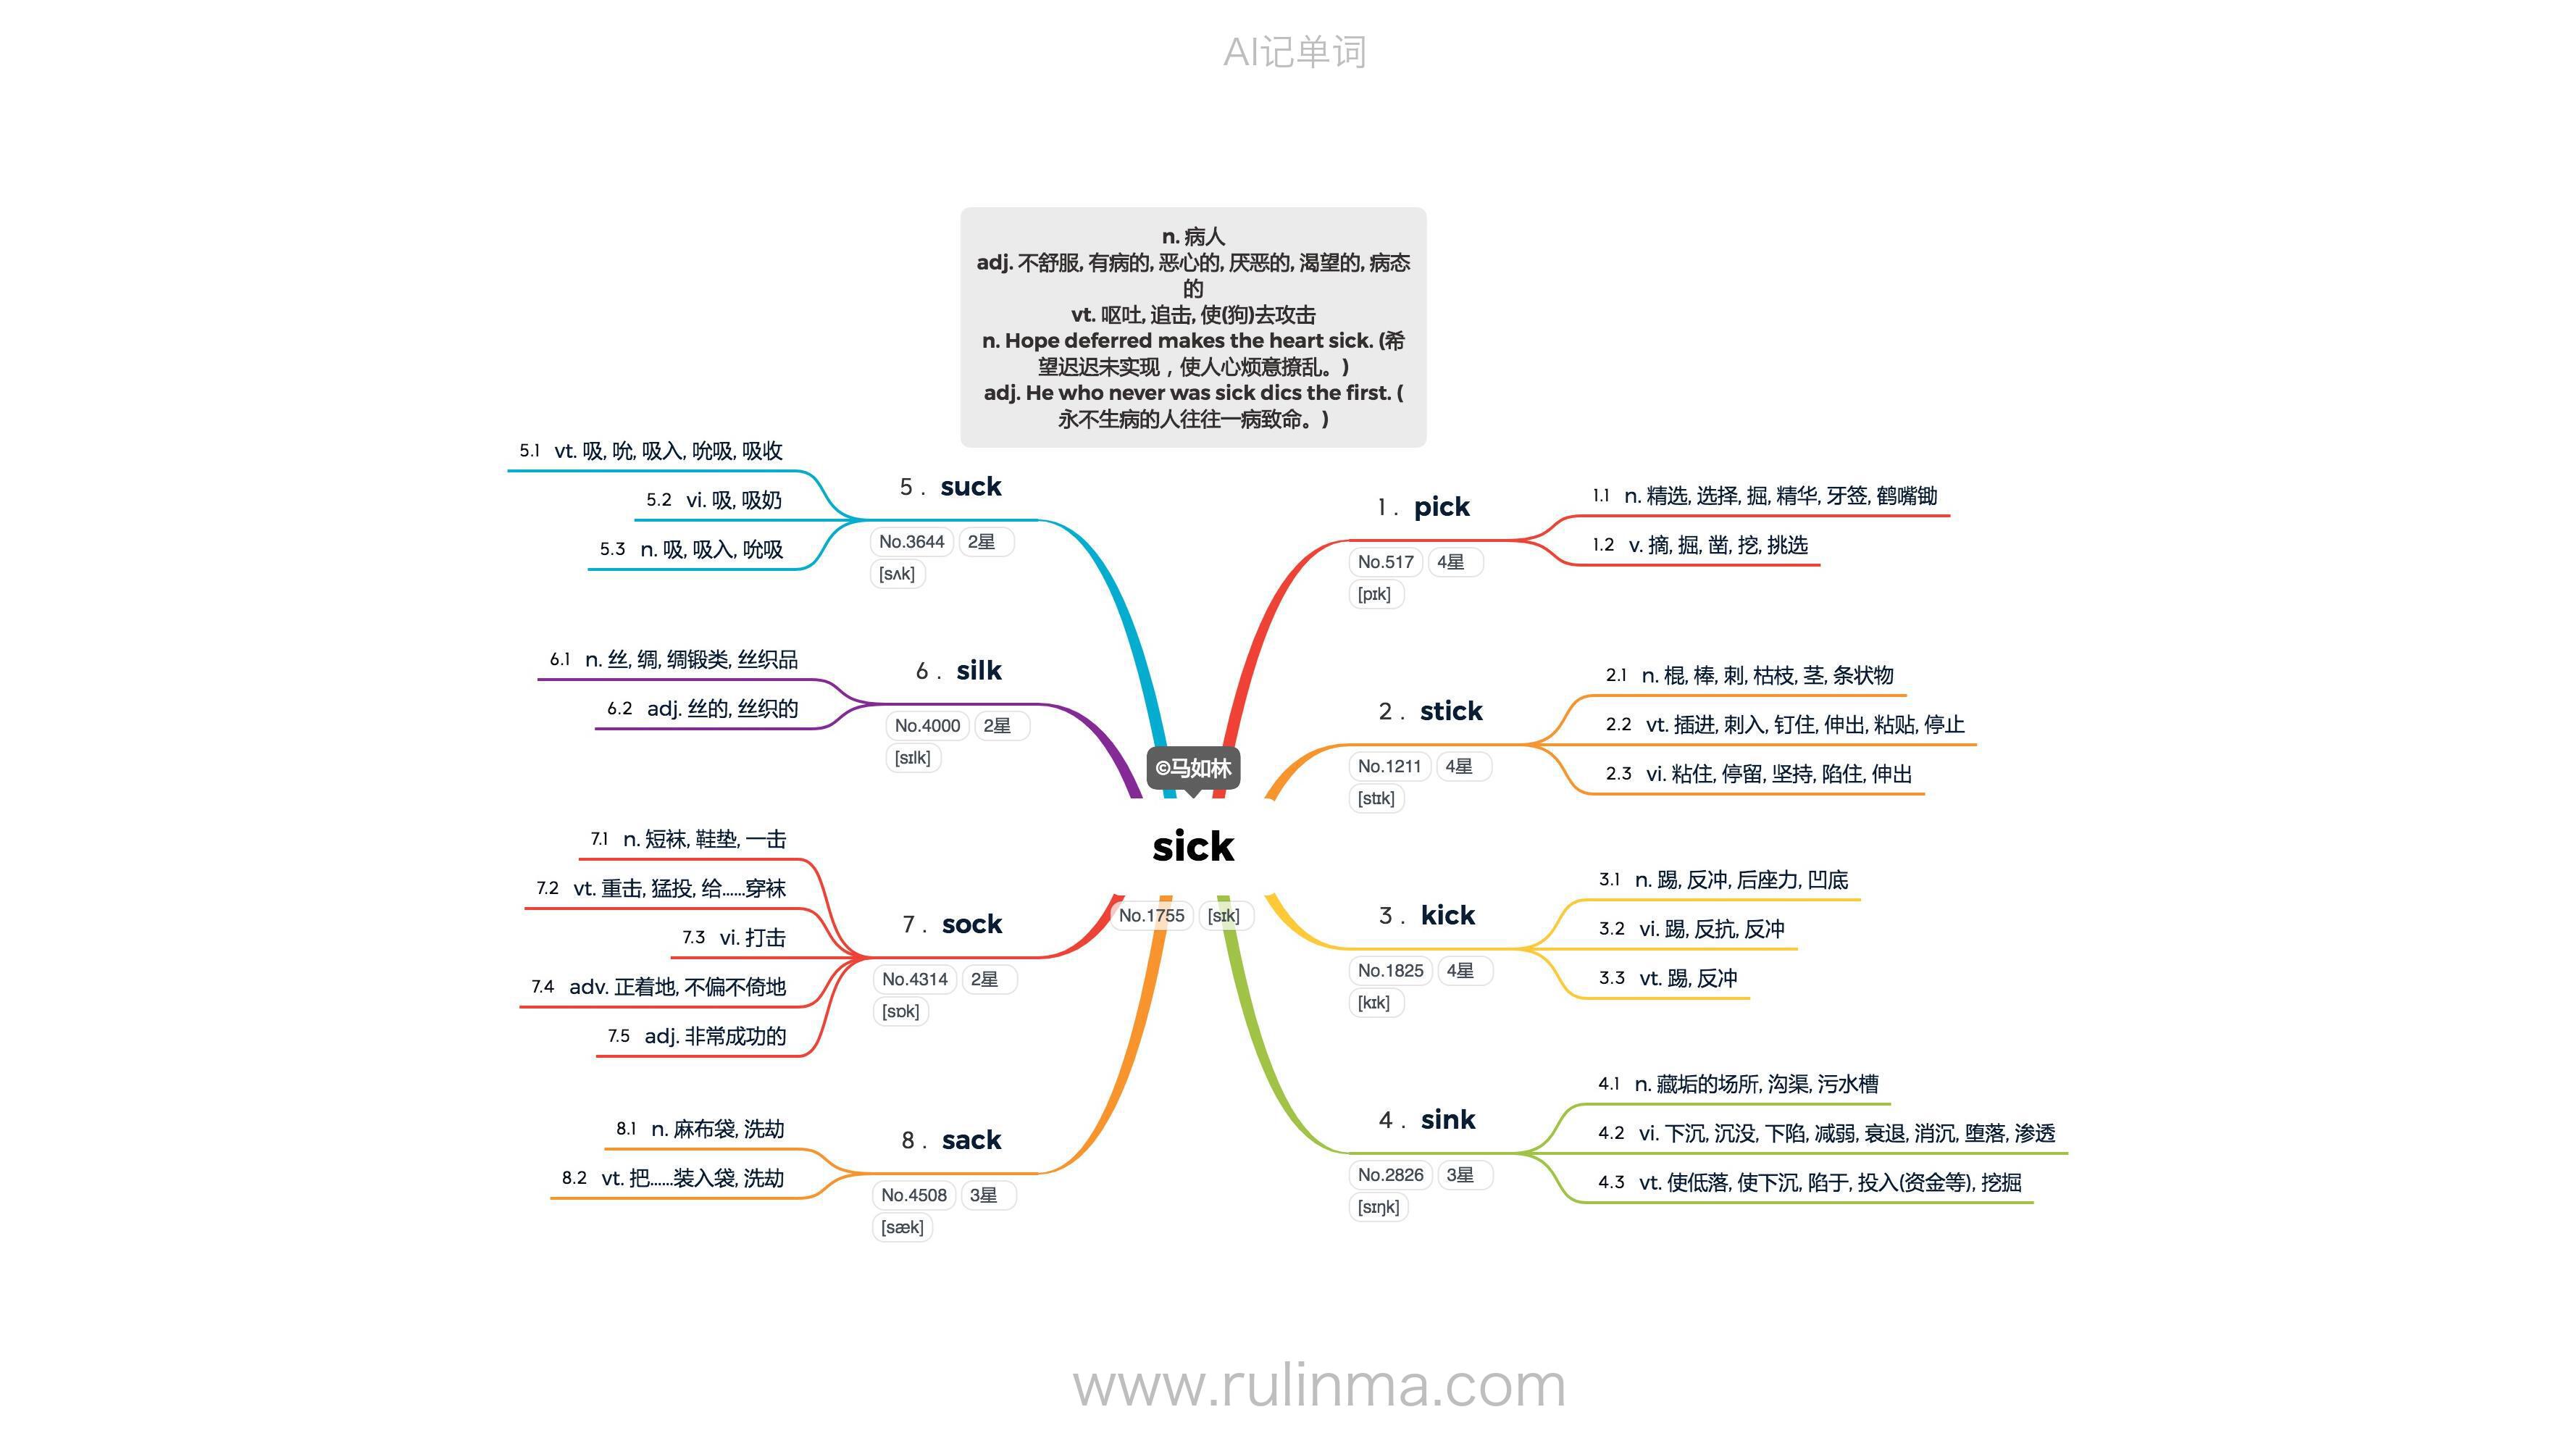 AI记单词
n. 病人
adj. 不舒服, 有病的, 恶心的, 厌恶的, 渴望的, 病态
的
vt. 呕吐, 追击, 使(狗)去攻击
n. Hope deferred makes the heart sick. (希
望迟迟未实现，使人心烦意撩乱。)
adj. He who never was sick dics the first. (
永不生病的人往往一病致命。)
©马如林
sick
No.1755 [sɪk]
1. pick
No.517 4星
[pɪk]
1.1 n. 精选, 选择, 掘, 精华, 牙签, 鹤嘴锄
1.2 v. 摘, 掘, 凿, 挖, 挑选
2. stick
No.1211 4星
[stɪk]
2.1 n. 棍, 棒, 刺, 枯枝, 茎, 条状物
2.2 vt. 插进, 刺入, 钉住, 伸出, 粘贴, 停止
2.3 vi. 粘住, 停留, 坚持, 陷住, 伸出
3. kick
No.1825 4星
[kɪk]
3.1 n. 踢, 反冲, 后座力, 凹底
3.2 vi. 踢, 反抗, 反冲
3.3 vt. 踢, 反冲
4. sink
No.2826 3星
[sɪŋk]
4.1 n. 藏垢的场所, 沟渠, 污水槽
4.2 vi. 下沉, 沉没, 下陷, 减弱, 衰退, 消沉, 堕落, 渗透
4.3 vt. 使低落, 使下沉, 陷于, 投入(资金等), 挖掘
5. suck
No.3644 2星
[sʌk]
5.1 vt. 吸, 吮, 吸入, 吮吸, 吸收
5.2 vi. 吸, 吸奶
5.3 n. 吸, 吸入, 吮吸
6. silk
No.4000 2星
[sɪlk]
6.1 n. 丝, 绸, 绸锻类, 丝织品
6.2 adj. 丝的, 丝织的
7. sock
No.4314 2星
[sɒk]
7.1 n. 短袜, 鞋垫, 一击
7.2 vt. 重击, 猛投, 给……穿袜
7.3 vi. 打击
7.4 adv. 正着地, 不偏不倚地
7.5 adj. 非常成功的
8. sack
No.4508 3星
[sæk]
8.1 n. 麻布袋, 洗劫
8.2 vt. 把……装入袋, 洗劫
www.rulinma.com